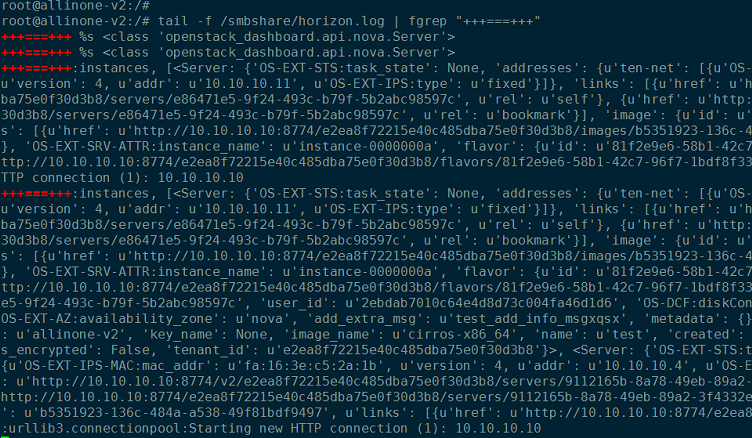 root@allinone-v2:/#
root@allinone-v2:/# tail -f /smbshare/horizon.log | fgrep "+++===+++"
+++===+++ %s <class 'openstack_dashboard.api.nova.Server'>
+++===+++ %s <class 'openstack_dashboard.api.nova.Server'>
+++===+++:instances, [<Server: {'OS-EXT-STS:task_state': None, 'addresses': {u'ten-net': [{u'OS-
u'version': 4, u'addr': u'10.10.10.11', u'OS-EXT-IPS:type': u'fixed'}]}, 'links': [{u'href': u'h
ba75e0f30d3b8/servers/e86471e5-9f24-493c-b79f-5b2abc98597c', u'rel': u'self'}, {u'href': u'http:
30d3b8/servers/e86471e5-9f24-493c-b79f-5b2abc98597c', u'rel': u'bookmark'}], 'image': {u'id': u'
s': [{u'href': u'http://10.10.10.10:8774/e2ea8f72215e40c485dba75e0f30d3b8/images/b5351923-136c-4
}, 'OS-EXT-SRV-ATTR:instance_name': u'instance-0000000a', 'flavor': {u'id': u'81f2e9e6-58b1-42c7
ttp://10.10.10.10:8774/e2ea8f72215e40c485dba75e0f30d3b8/flavors/81f2e9e6-58b1-42c7-96f7-1bdf8f33
TTP connection (1): 10.10.10.10
+++===+++:instances, [<Server: {'OS-EXT-STS:task_state': None, 'addresses': {u'ten-net': [{u'OS-
u'version': 4, u'addr': u'10.10.10.11', u'OS-EXT-IPS:type': u'fixed'}]}, 'links': [{u'href': u'h
ba75e0f30d3b8/servers/e86471e5-9f24-493c-b79f-5b2abc98597c', u'rel': u'self'}, {u'href': u'http:
30d3b8/servers/e86471e5-9f24-493c-b79f-5b2abc98597c', u'rel': u'bookmark'}], 'image': {u'id': u'
s': [{u'href': u'http://10.10.10.10:8774/e2ea8f72215e40c485dba75e0f30d3b8/images/b5351923-136c-4
}, 'OS-EXT-SRV-ATTR:instance_name': u'instance-0000000a', 'flavor': {u'id': u'81f2e9e6-58b1-42c7
ttp://10.10.10.10:8774/e2ea8f72215e40c485dba75e0f30d3b8/flavors/81f2e9e6-58b1-42c7-96f7-1bdf8f33
e5-9f24-493c-b79f-5b2abc98597c', 'user_id': u'2ebdab7010c64e4d8d73c004fa46d1d6', 'OS-DCF:diskCon
OS-EXT-AZ:availability_zone': u'nova', 'add_extra_msg': u'test_add_info_msgxqsx', 'metadata': {}
: u'allinone-v2', 'key_name': None, 'image_name': u'cirros-x86_64', 'name': u'test', 'created':
s_encrypted': False, 'tenant_id': u'e2ea8f72215e40c485dba75e0f30d3b8'}>, <Server: {'OS-EXT-STS:t
{u'OS-EXT-IPS-MAC:mac_addr': u'fa:16:3e:c5:2a:1b', u'version': 4, u'addr': u'10.10.10.4', u'OS-E
: u'http://10.10.10.10:8774/v2/e2ea8f72215e40c485dba75e0f30d3b8/servers/9112165b-8a78-49eb-89a2-
http://10.10.10.10:8774/e2ea8f72215e40c485dba75e0f30d3b8/servers/9112165b-8a78-49eb-89a2-3f4332e
': u'b5351923-136c-484a-a538-49f81bdf9497', u'links': [{u'href': u'http://10.10.10.10:8774/e2ea8
:urllib3.connectionpool:Starting new HTTP connection (1): 10.10.10.10